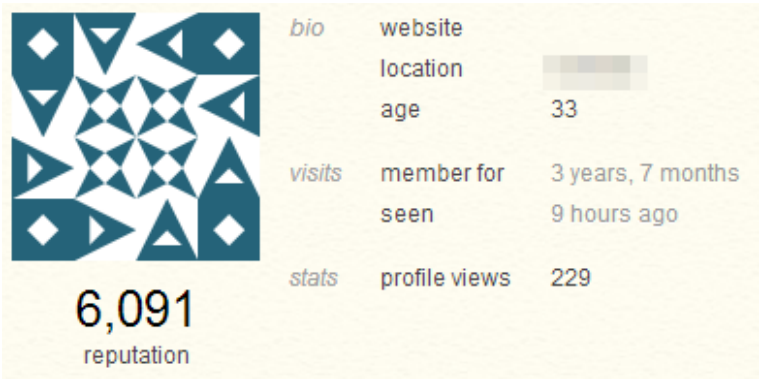 bio website
location
age 33
visits member for 3 years, 7 months
seen 9 hours ago
stats profile views 229
6,091
reputation